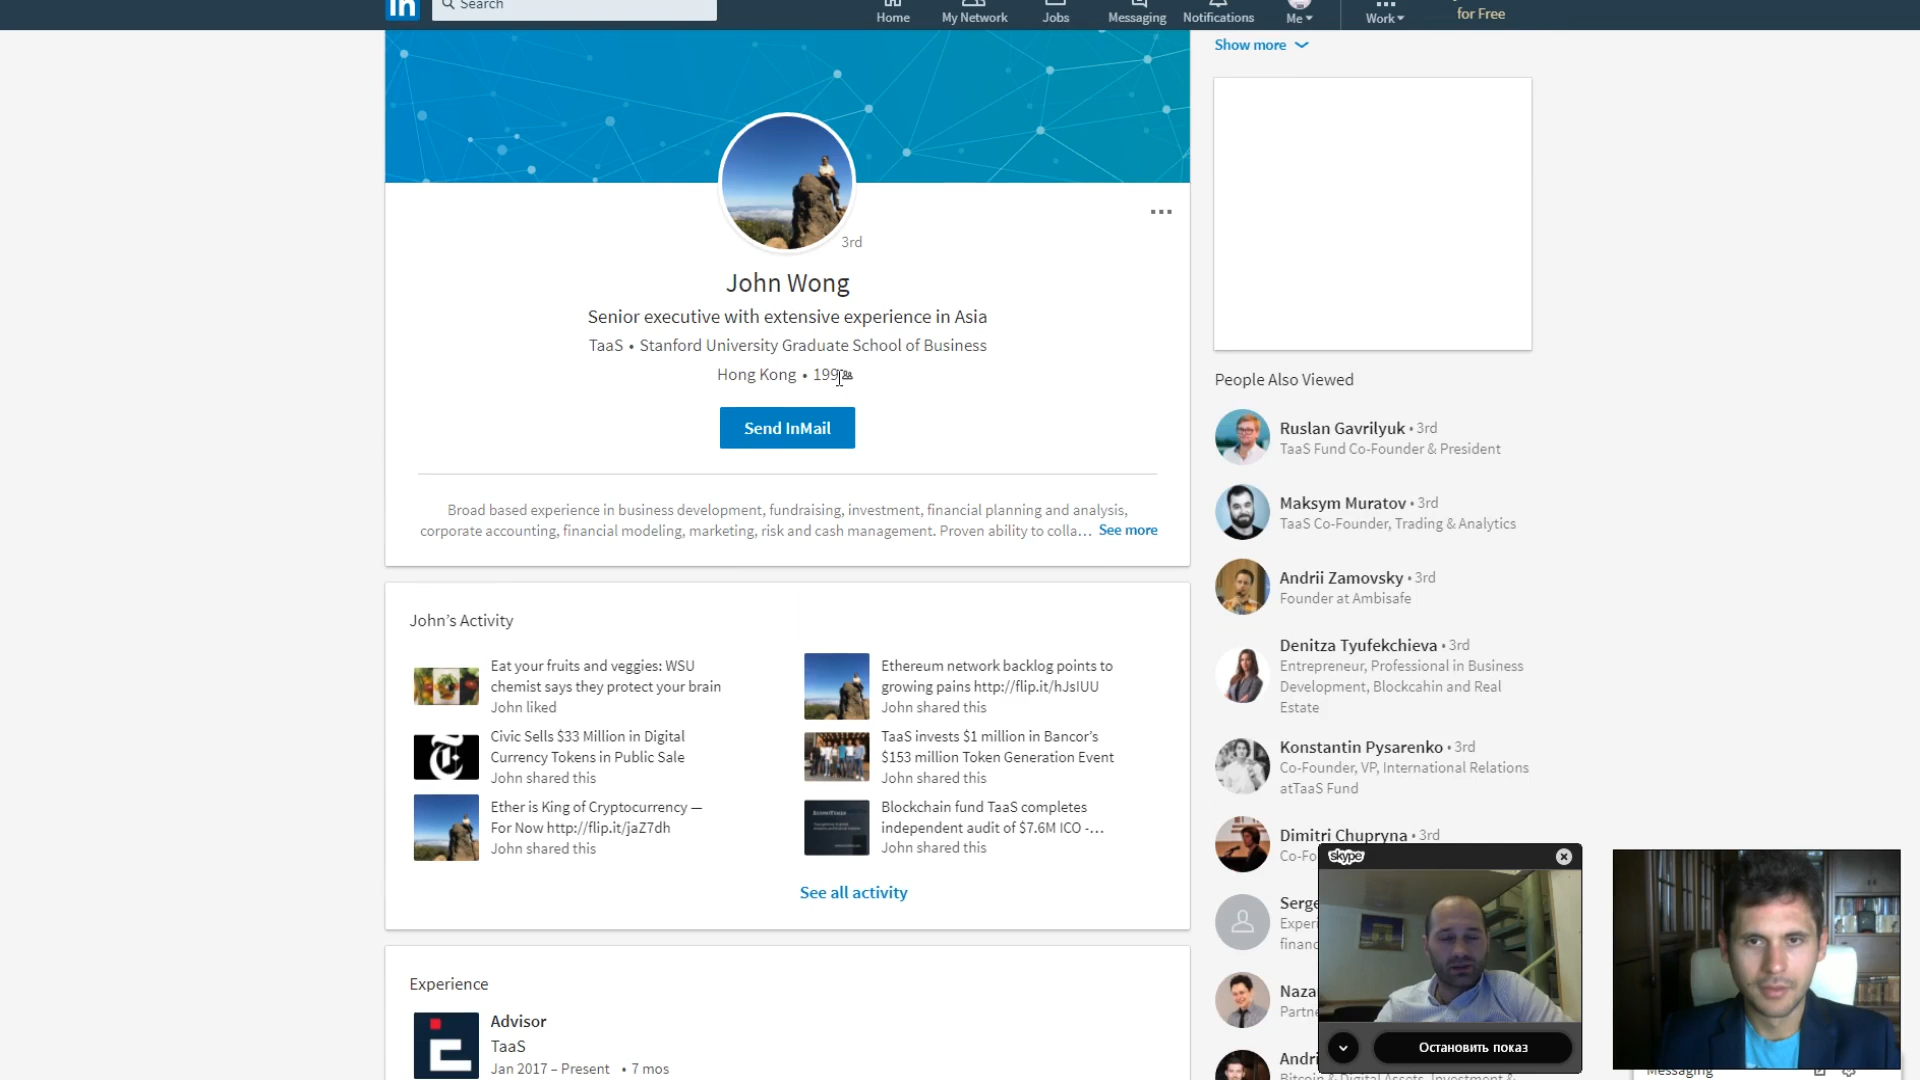 in
Search
Home
My Network
Jobs
Messaging
Notifications
Me
Work
for Free
Show more
3rd
John Wong
Senior executive with extensive experience in Asia
TaaS • Stanford University Graduate School of Business
Hong Kong • 199
Send InMail
Broad based experience in business development, fundraising, investment, financial planning and analysis,
corporate accounting, financial modeling, marketing, risk and cash management. Proven ability to colla... See more
John's Activity
Eat your fruits and veggies: WSU
chemist says they protect your brain
John liked
Ethereum network backlog points to
growing pains http://flip.it/hJsIUU
John shared this
Civic Sells $33 Million in Digital
Currency Tokens in Public Sale
John shared this
TaaS invests $1 million in Bancor's
$153 million Token Generation Event
John shared this
Ether is King of Cryptocurrency —
For Now http://flip.it/jaZ7dh
John shared this
Blockchain fund TaaS completes
independent audit of $7.6M ICO -...
John shared this
See all activity
Experience
Advisor
TaaS
Jan 2017 – Present • 7 mos
People Also Viewed
Ruslan Gavrilyuk • 3rd
TaaS Fund Co-Founder & President
Maksym Muratov • 3rd
TaaS Co-Founder, Trading & Analytics
Andrii Zamovsky • 3rd
Founder at Ambisafe
Denitza Tyufekchieva • 3rd
Entrepreneur, Professional in Business
Development, Blockcahin and Real
Estate
Konstantin Pysarenko • 3rd
Co-Founder, VP, International Relations
atTaaS Fund
Dimitri Chupryna • 3rd
Co-Fo
Serge
Experi
financ
Naza
Partne
Andri
skype
Остановить показ
Messaging